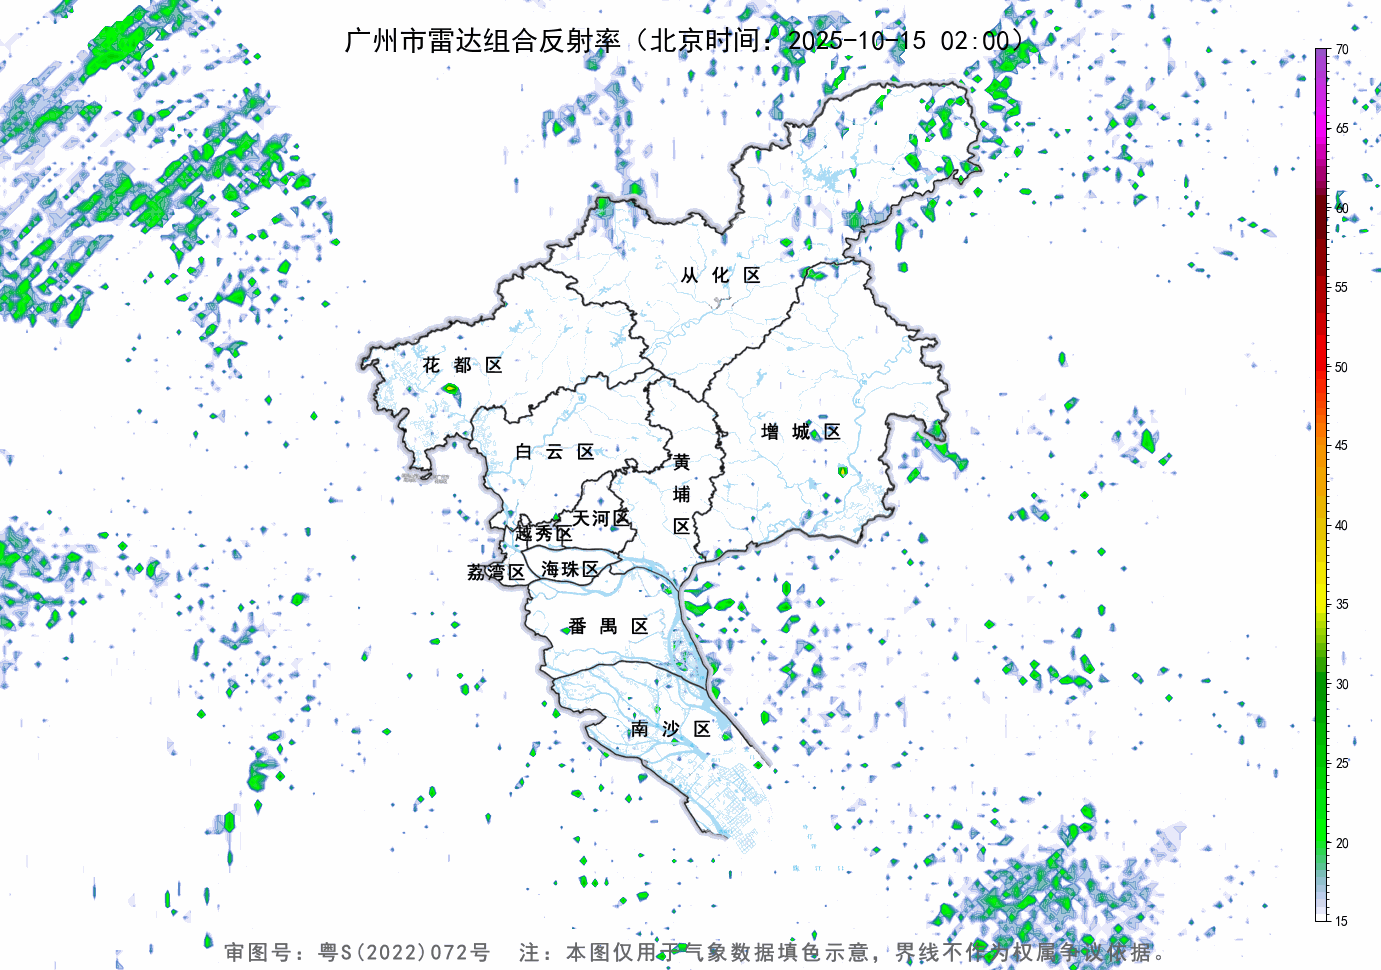 广州市雷达组合反射率（北京时间：2025-10-15 02:00）
70
65
60
55
50
45
40
35
30
25
20
15
从化区
花都区
增城区
白云区
黄埔区
天河区
越秀区
荔湾区
海珠区
番禺区
南沙区
审图号：粤S(2022)072号 注：本图仅用于气象数据填色示意，界线不作为权属争议依据。